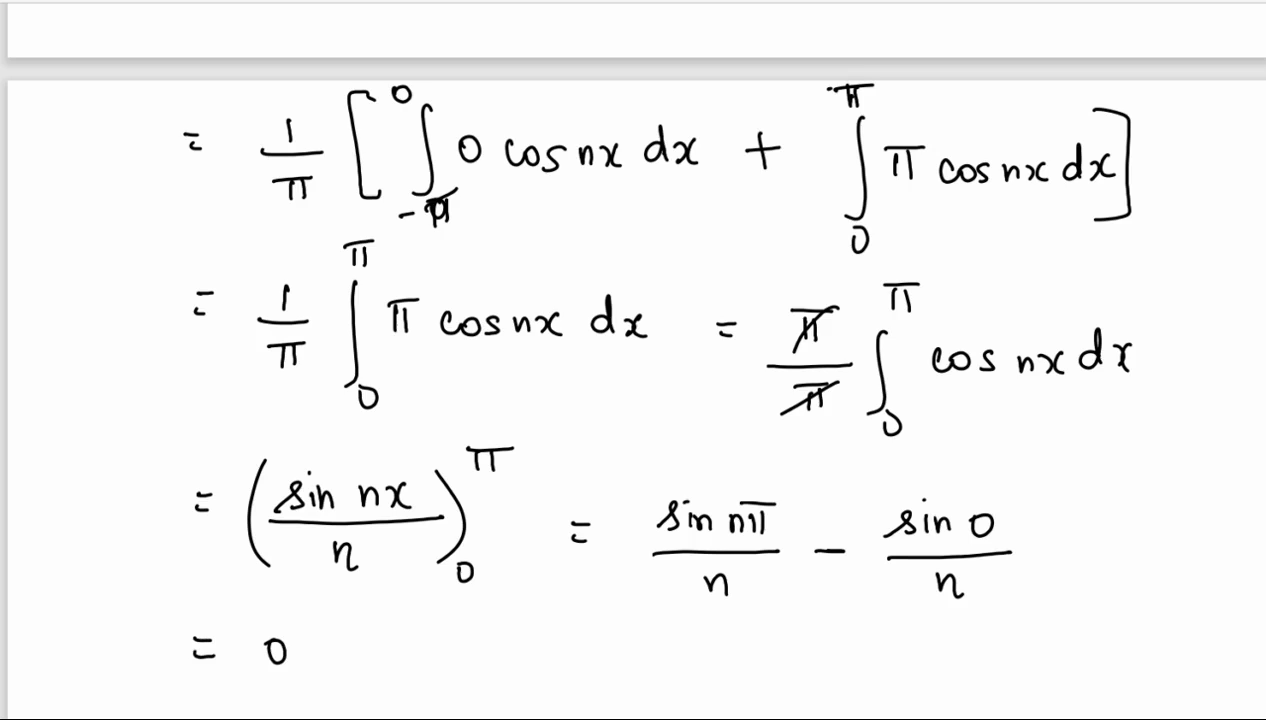 = 1/π [ ∫_{-π}^{0} 0 cos nx dx + ∫_{0}^{π} π cos nx dx ]
= 1/π ∫_{0}^{π} π cos nx dx = π/π ∫_{0}^{π} cos nx dx
= ( sin nx / n )_{0}^{π} = sin nπ / n - sin 0 / n
= 0